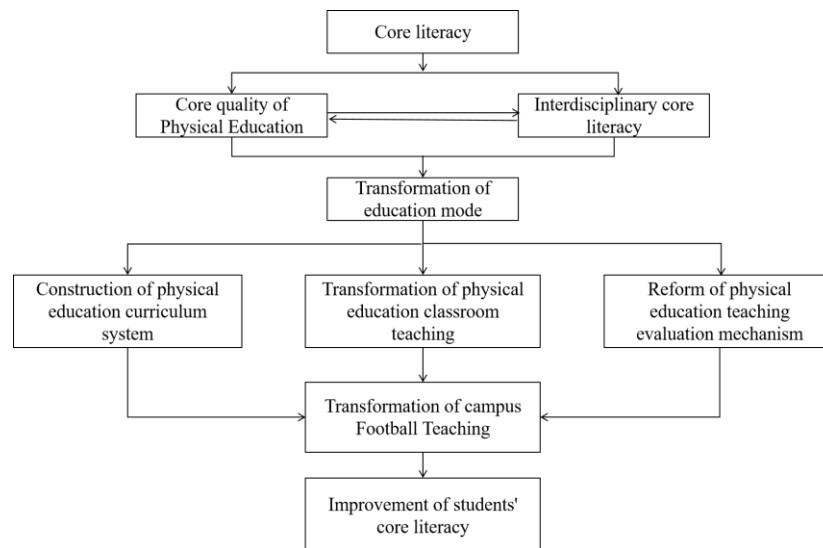 Core literacy
Core quality of
Physical Education
Interdisciplinary core
literacy
Transformation of
education mode
Construction of physical
education curriculum
system
Transformation of physical
education classroom
teaching
Reform of physical
education teaching
evaluation mechanism
Transformation of campus
Football Teaching
Improvement of students'
core literacy